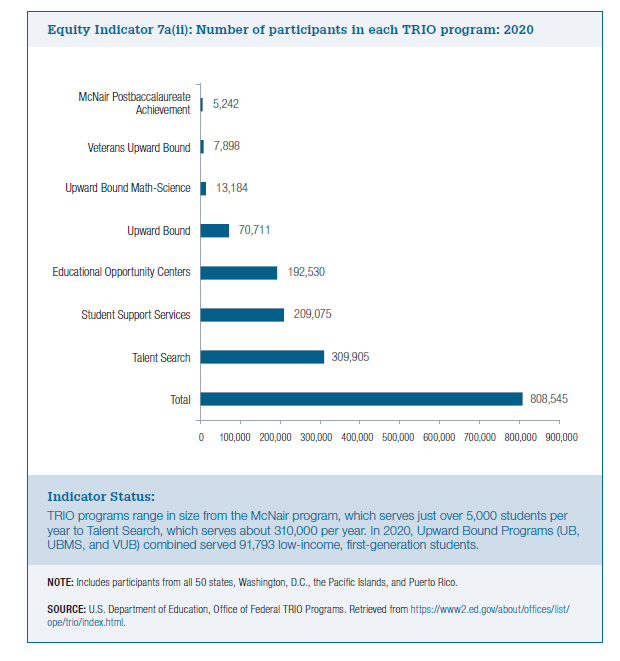 Equity Indicator 7a(ii): Number of participants in each TRIO program: 2020
McNair Postbaccalaureate
Achievement
5,242
Veterans Upward Bound
7,898
Upward Bound Math-Science
13,184
Upward Bound
70,711
Educational Opportunity Centers
192,530
Student Support Services
209,075
Talent Search
309,905
Total
808,545
0 100,000 200,000 300,000 400,000 500,000 600,000 700,000 800,000 900,000
Indicator Status:
TRIO programs range in size from the McNair program, which serves just over 5,000 students per
year to Talent Search, which serves about 310,000 per year. In 2020, Upward Bound Programs (UB,
UBMS, and VUB) combined served 91,793 low-income, first-generation students.
NOTE: Includes participants from all 50 states, Washington, D.C., the Pacific Islands, and Puerto Rico.
SOURCE: U.S. Department of Education, Office of Federal TRIO Programs. Retrieved from https://www2.ed.gov/about/offices/list/
ope/trio/index.html.